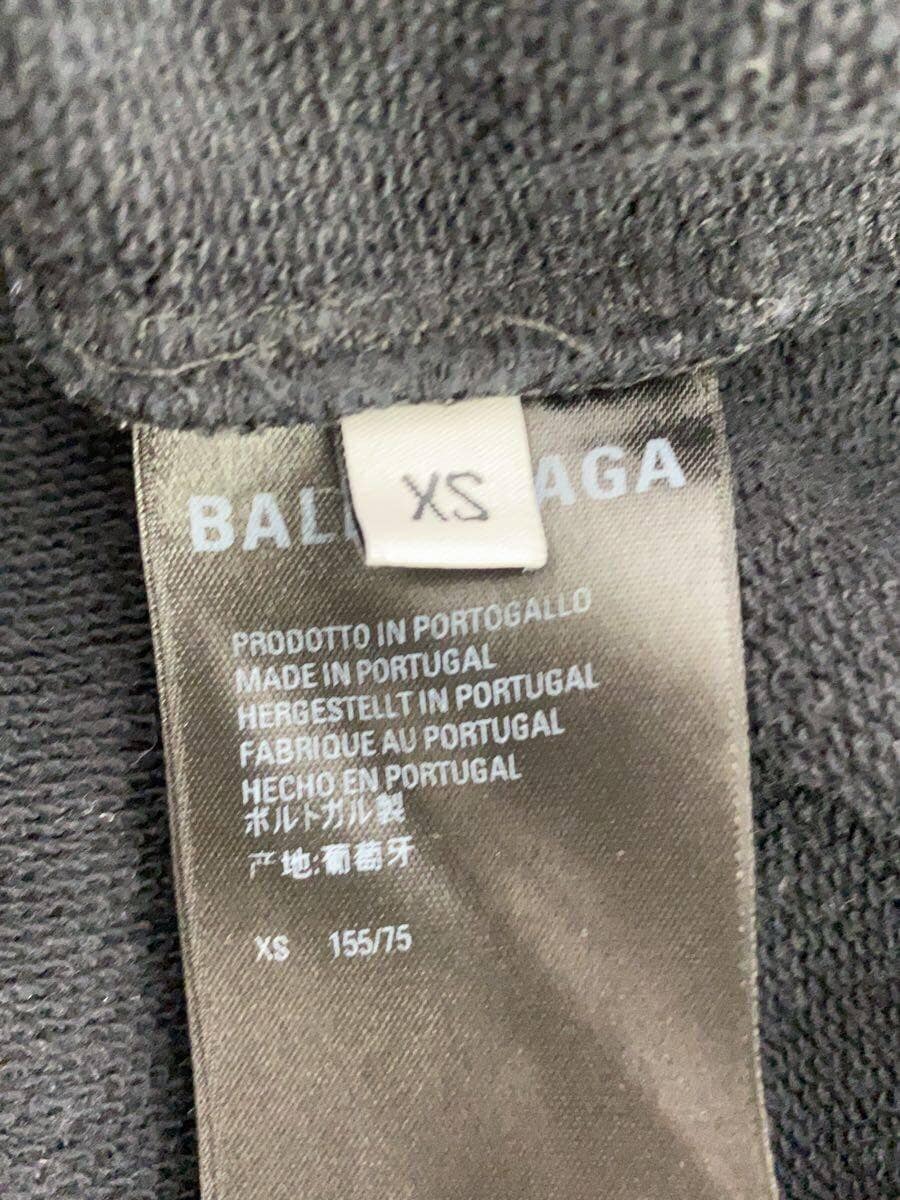 XS
BAL AGA
PRODOTTO IN PORTOGALLO
MADE IN PORTUGAL
HERGESTELLT IN PORTUGAL
FABRIQUE AU PORTUGAL
HECHO EN PORTUGAL
ポルトガル製
产地:葡萄牙
XS 155/75